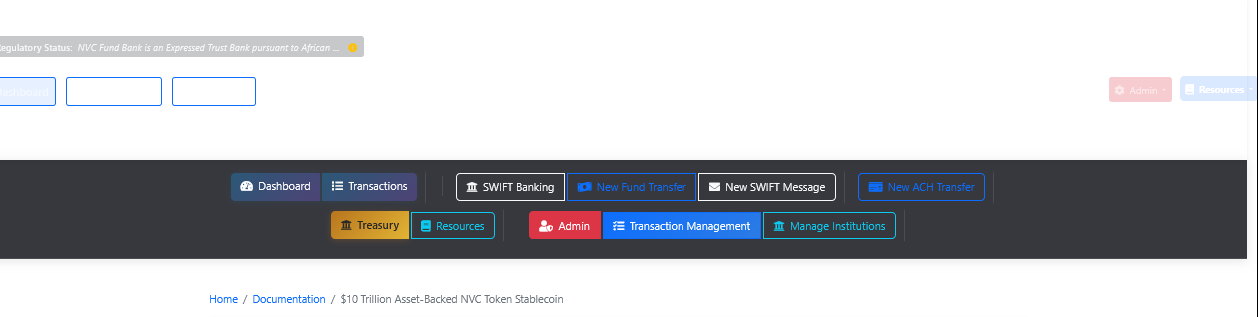 Regulatory Status: NVC Fund Bank is an Expressed Trust Bank pursuant to African ...
Dashboard
Admin
Resources
Dashboard Transactions SWIFT Banking New Fund Transfer New SWIFT Message New ACH Transfer
Treasury Resources Admin Transaction Management Manage Institutions
Home / Documentation / $10 Trillion Asset-Backed NVC Token Stablecoin